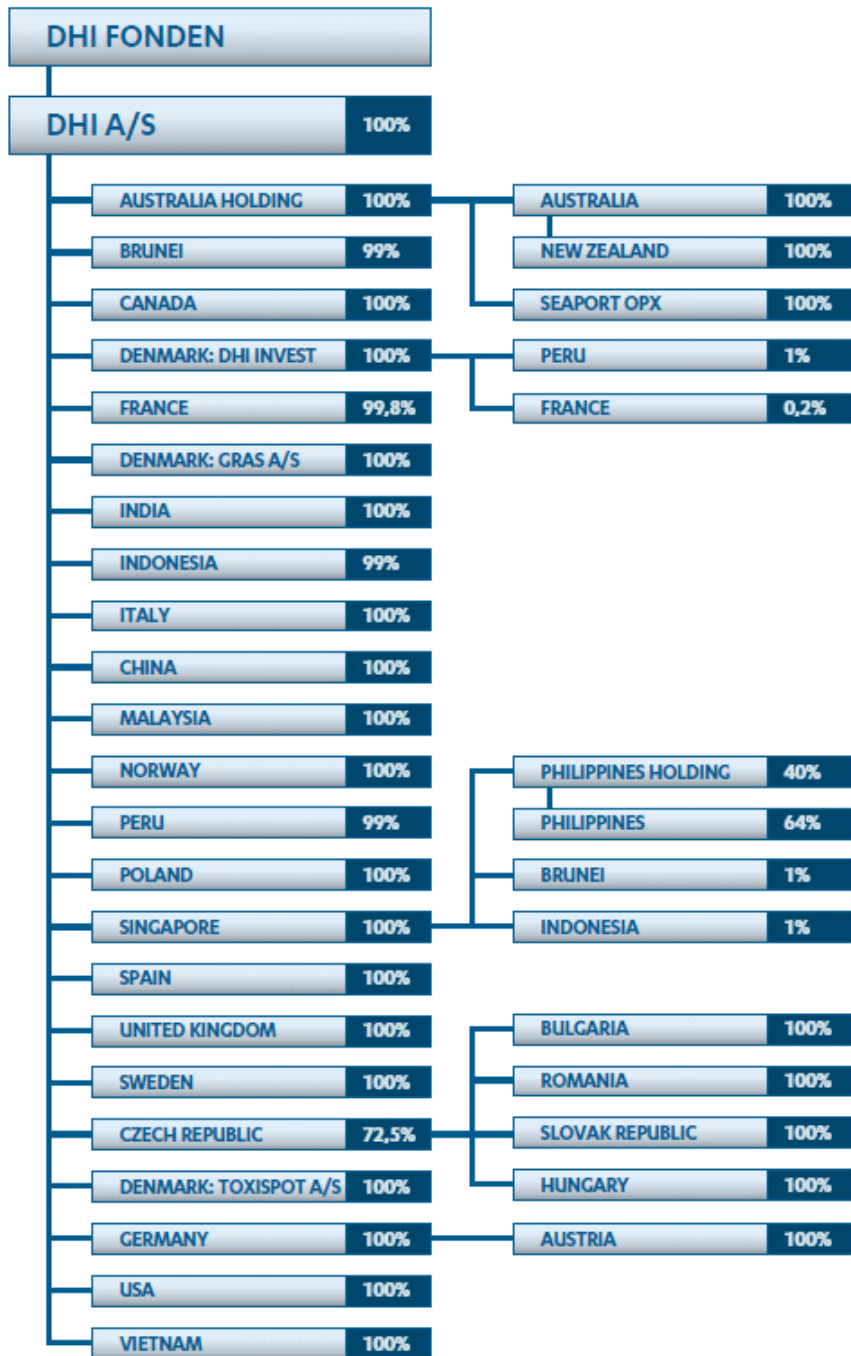 DHI FONDEN
DHI A/S 100%
AUSTRALIA HOLDING 100% AUSTRALIA 100%
BRUNEI 99% NEW ZEALAND 100%
CANADA 100% SEAPORT OPX 100%
DENMARK: DHI INVEST 100% PERU 1%
FRANCE 99,8% FRANCE 0,2%
DENMARK: GRAS A/S 100%
INDIA 100%
INDONESIA 99%
ITALY 100%
CHINA 100%
MALAYSIA 100%
NORWAY 100% PHILIPPINES HOLDING 40%
PERU 99% PHILIPPINES 64%
POLAND 100% BRUNEI 1%
SINGAPORE 100% INDONESIA 1%
SPAIN 100%
UNITED KINGDOM 100% BULGARIA 100%
SWEDEN 100% ROMANIA 100%
CZECH REPUBLIC 72,5% SLOVAK REPUBLIC 100%
DENMARK: TOXISPOT A/S 100% HUNGARY 100%
GERMANY 100% AUSTRIA 100%
USA 100%
VIETNAM 100%